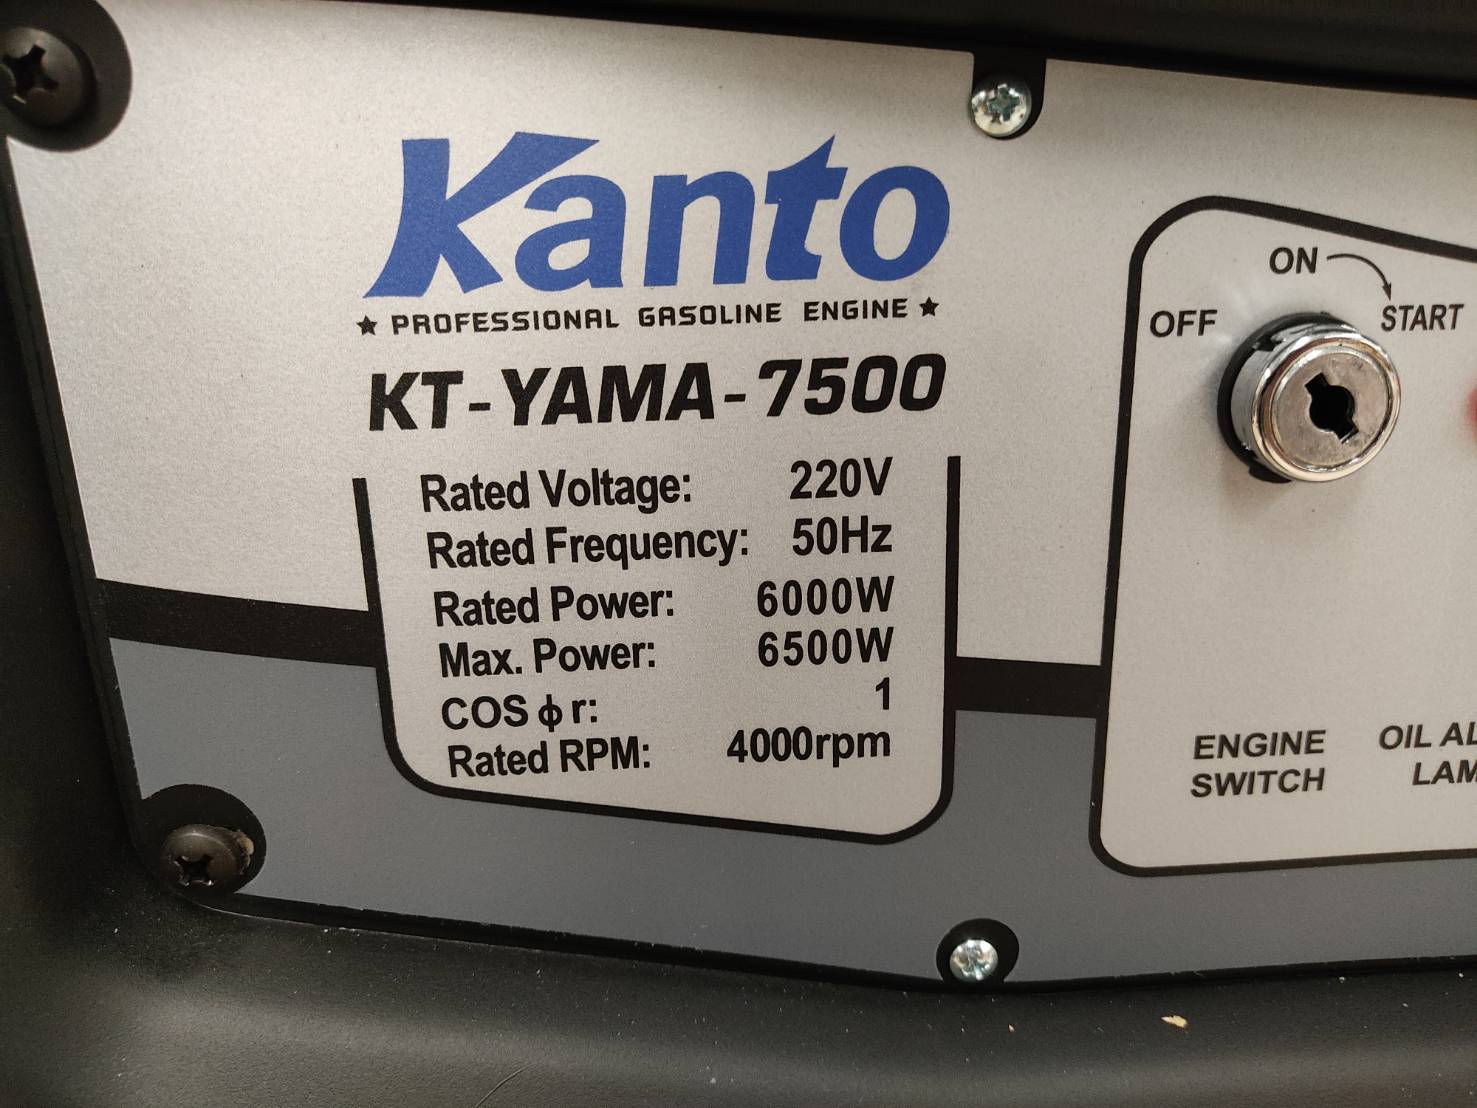 Kanto
★ PROFESSIONAL GASOLINE ENGINE ★
KT-YAMA-7500
Rated Voltage: 220V
Rated Frequency: 50Hz
Rated Power: 6000W
Max. Power: 6500W
COS ϕ r: 1
Rated RPM: 4000rpm
OFF
ON
START
ENGINE
SWITCH
OIL